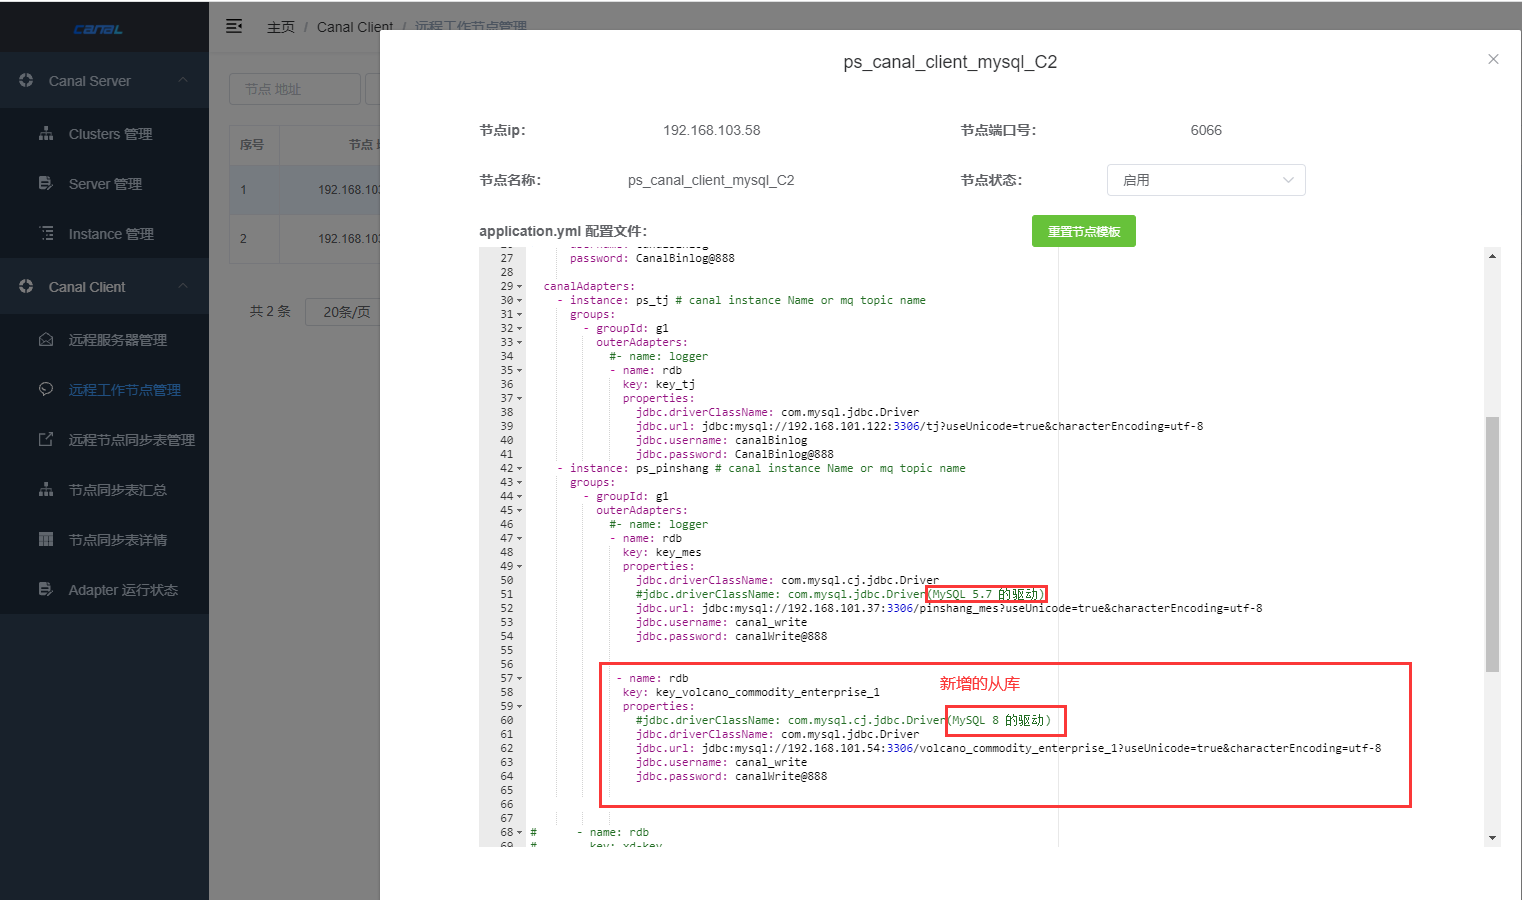 CANAL
Canal Server
Clusters 管理
Server 管理
Instance 管理
Canal Client
远程服务器管理
远程工作节点管理
远程节点同步表管理
节点同步表汇总
节点同步表详情
Adapter 运行状态
主页 / Canal Client / 远程工作节点管理
节点 地址
序号 节点
1 192.168.10
2 192.168.10
共 2 条 20条/页
ps_canal_client_mysql_C2
节点ip: 192.168.103.58 节点端口号: 6066
节点名称: ps_canal_client_mysql_C2 节点状态: 启用
application.yml 配置文件: 重置节点模板
27 password: CanalBinlog@888
28
29 canalAdapters:
30 - instance: ps_tj # canal instance Name or mq topic name
31 groups:
32 - groupId: g1
33 outerAdapters:
34 #- name: logger
35 - name: rdb
36 key: key_tj
37 properties:
38 jdbc.driverClassName: com.mysql.jdbc.Driver
39 jdbc.url: jdbc:mysql://192.168.101.122:3306/tj?useUnicode=true&characterEncoding=utf-8
40 jdbc.username: canalBinlog
41 jdbc.password: CanalBinlog@888
42 - instance: ps_pinshang # canal instance Name or mq topic name
43 groups:
44 - groupId: g1
45 outerAdapters:
46 #- name: logger
47 - name: rdb
48 key: key_mes
49 properties:
50 jdbc.driverClassName: com.mysql.cj.jdbc.Driver
51 #jdbc.driverClassName: com.mysql.jdbc.Driver(MySQL 5.7 的驱动)
52 jdbc.url: jdbc:mysql://192.168.101.37:3306/pinshang_mes?useUnicode=true&characterEncoding=utf-8
53 jdbc.username: canal_write
54 jdbc.password: canalWrite@888
55
56
57 - name: rdb
新增的从库
58 key: key_volcano_commodity_enterprise_1
59 properties:
60 #jdbc.driverClassName: com.mysql.cj.jdbc.Driver(MySQL 8 的驱动)
61 jdbc.driverClassName: com.mysql.jdbc.Driver
62 jdbc.url: jdbc:mysql://192.168.101.54:3306/volcano_commodity_enterprise_1?useUnicode=true&characterEncoding=utf-8
63 jdbc.username: canal_write
64 jdbc.password: canalWrite@888
65
66
67
68 # - name: rdb
69 # key: xd-key